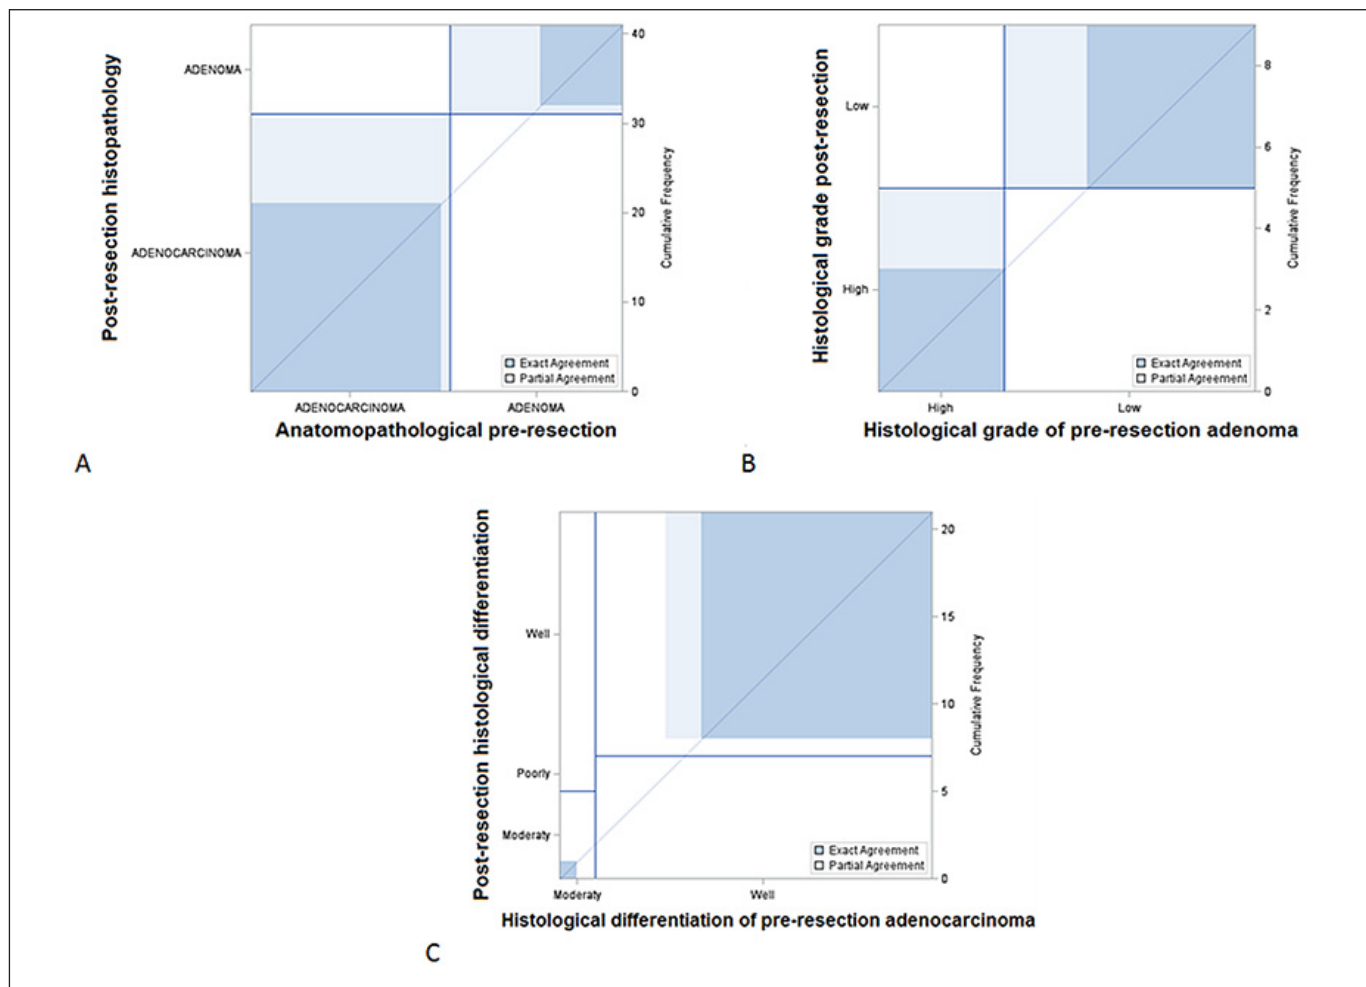 Post-resection histopathology
ADENOMA
ADENOCARCINOMA
40
30
20
10
0
Cumulative Frequency
Exact Agreement
Partial Agreement
ADENOCARCINOMA
ADENOMA
Anatomopathological pre-resection
A
Histological grade post-resection
Low
High
8
6
4
2
0
Cumulative Frequency
Exact Agreement
Partial Agreement
High
Low
Histological grade of pre-resection adenoma
B
Post-resection histological differentiation
Well
Poorly
Moderaty
20
15
10
5
0
Cumulative Frequency
Exact Agreement
Partial Agreement
Moderaty
Well
Histological differentiation of pre-resection adenocarcinoma
C